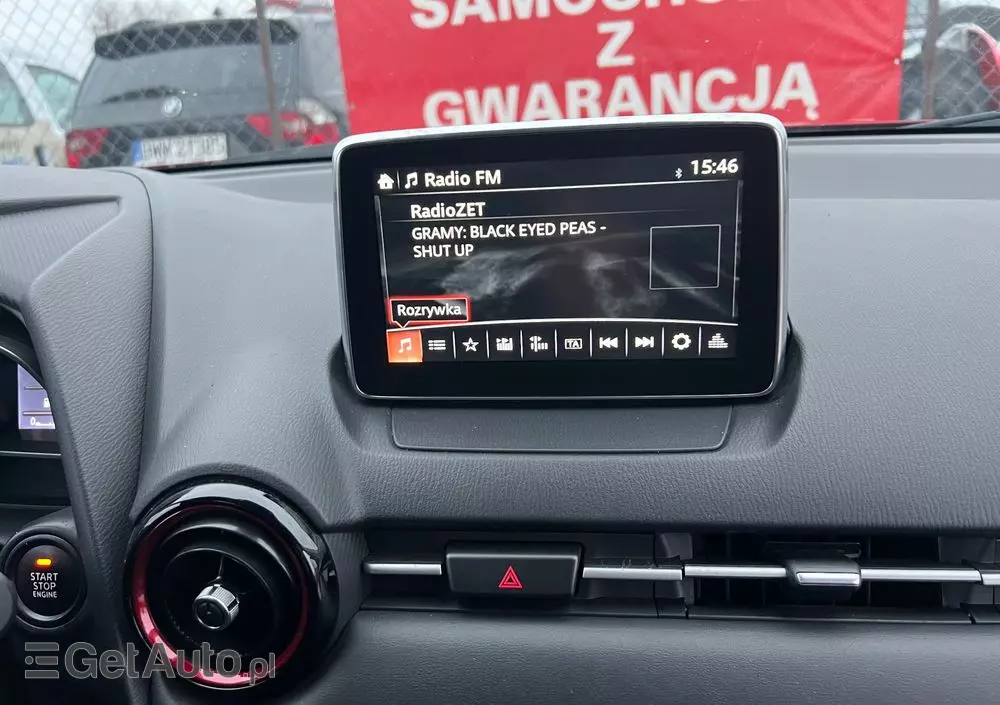 SAMOCHODY
Z
GWARANCJĄ
Radio FM
15:46
RadioZET
GRAMY: BLACK EYED PEAS -
SHUT UP
Rozrywka
TA
START
STOP
ENGINE
GetAuto.pl